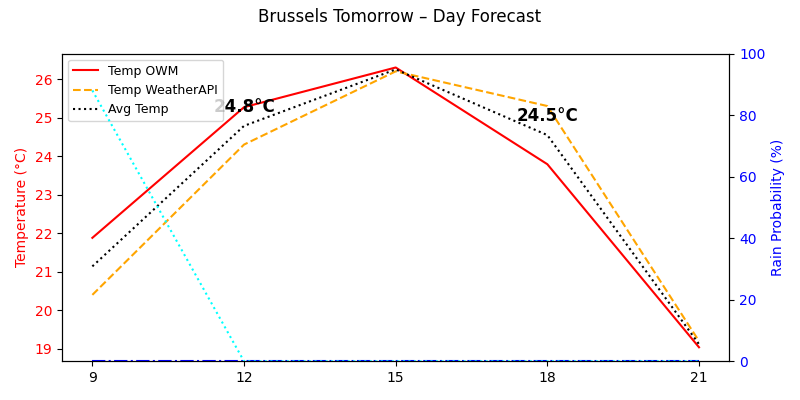 Brussels Tomorrow – Day Forecast
Temp OWM
Temp WeatherAPI
Avg Temp
24.8°C
24.5°C
Temperature (°C)
26
25
24
23
22
21
20
19
100
80
60
40
20
0
Rain Probability (%)
9 12 15 18 21